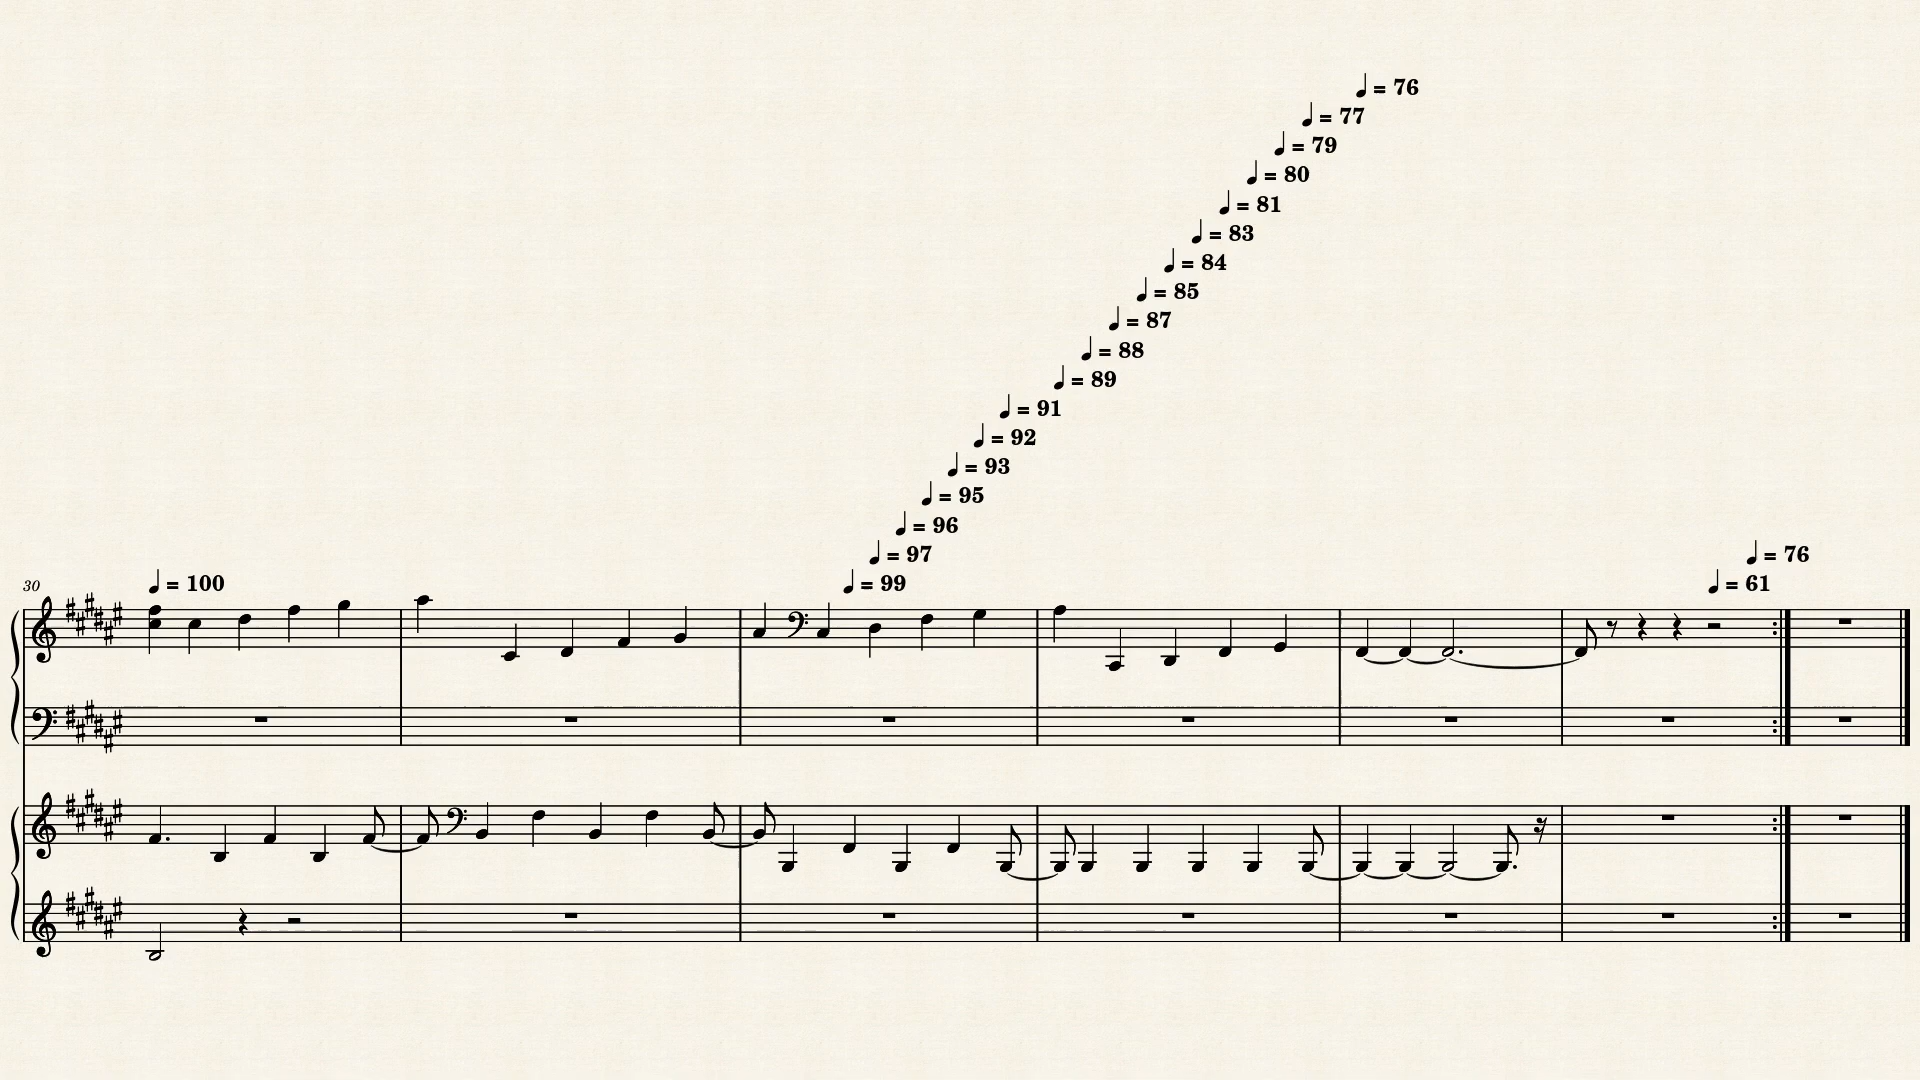 ♩ = 76
♩ = 77
♩ = 79
♩ = 80
♩ = 81
♩ = 83
♩ = 84
♩ = 85
♩ = 87
♩ = 88
♩ = 89
♩ = 91
♩ = 92
♩ = 93
♩ = 95
♩ = 96
♩ = 97 ♩ = 76
30 ♩ = 100 ♩ = 99 ♩ = 61